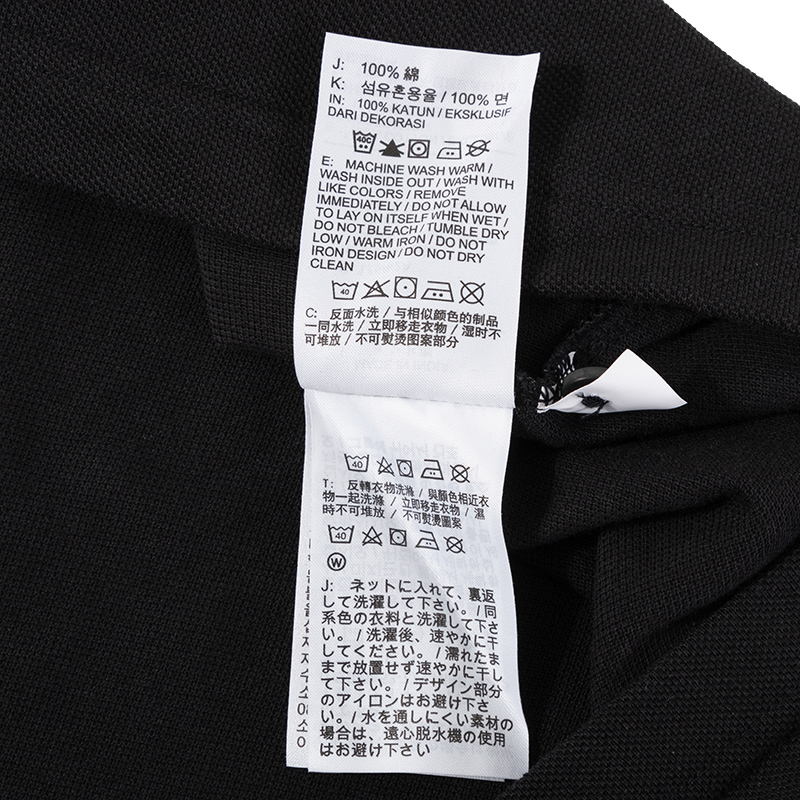 J: 100% 綿
K: 섬유혼용율 / 100% 면
IN: 100% KATUN / EKSKLUSIF
DARI DEKORASI
40C
E: MACHINE WASH WARM /
WASH INSIDE OUT / WASH WITH
LIKE COLORS / REMOVE
IMMEDIATELY / DO NOT ALLOW
TO LAY ON ITSELF WHEN WET /
DO NOT BLEACH / TUMBLE DRY
LOW / WARM IRON / DO NOT
IRON DESIGN / DO NOT DRY
CLEAN
40
C: 反面水洗 / 与相似颜色的制品
一同水洗 / 立即移走衣物 / 湿时不
可堆放 / 不可熨烫图案部分
40
T: 反轉衣物洗滌 / 與顏色相近衣
物一起洗滌 / 立即移走衣物 / 濕
時不可堆放 / 不可熨燙圖案
40
W
J: ネットに入れて、裏返
して洗濯して下さい。/同
系色の衣料と洗濯して下さ
い。/洗濯後、速やかに干
してください。/濡れたま
まで放置せず速やかに干し
て下さい。/デザイン部分
のアイロンはお避け下さ
い。/水を通しにくい素材の
場合は、遠心脱水機の使用
はお避け下さい